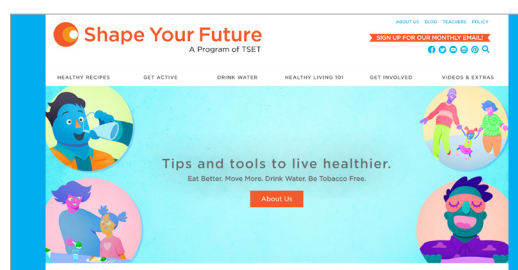 ABOUT US BLOG TEACHERS POLICY
Shape Your Future
A Program of TSET
SIGN UP FOR OUR MONTHLY EMAIL!
HEALTHY RECIPES GET ACTIVE DRINK WATER HEALTHY LIVING 101 GET INVOLVED VIDEOS & EXTRAS
Tips and tools to live healthier.
Eat Better. Move More. Drink Water. Be Tobacco Free.
About Us